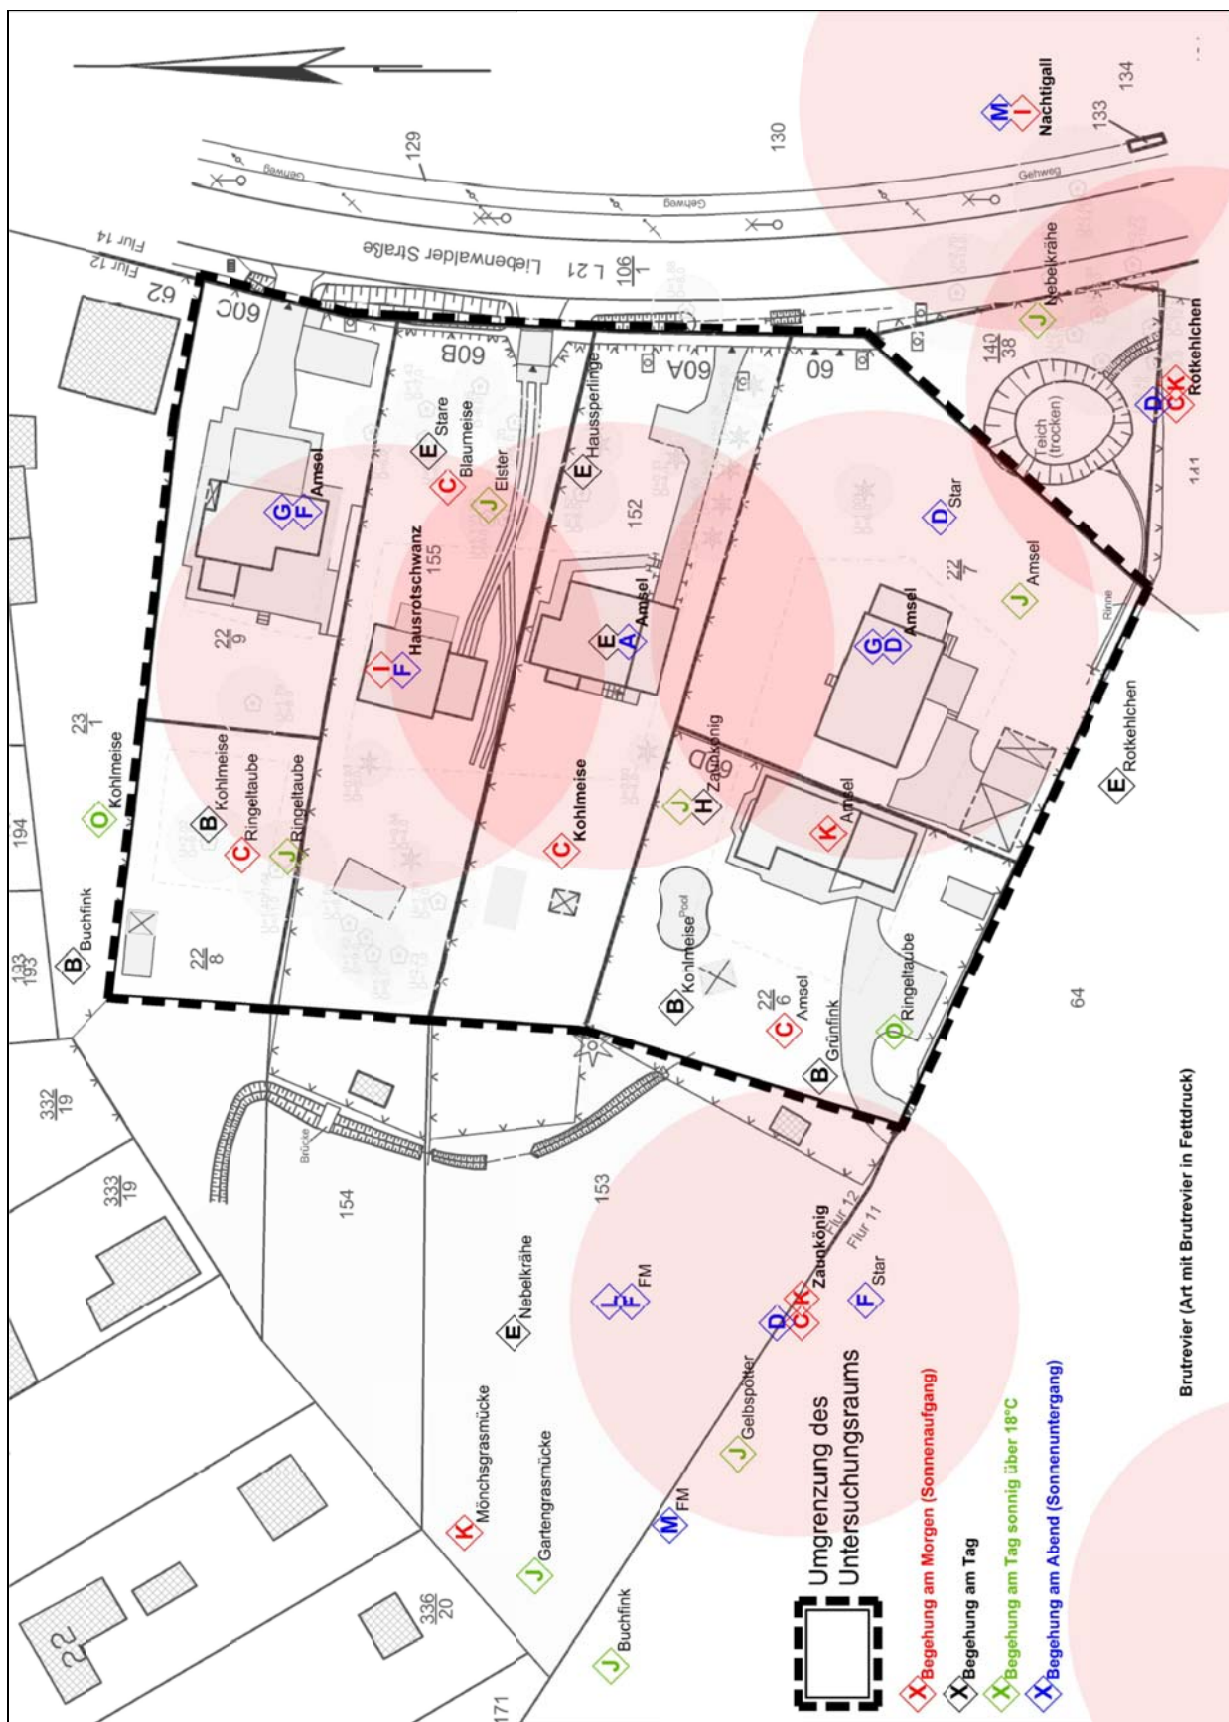 Flur 14
Flur 12
62
60C
60B
60A
60
Liebenwalder Straße
L 21
106
1
129
130
133
134
Gehweg
Gehweg
Gehweg
M
I
Nachtigall
J
Nebelkrähe
140
38
Teich
(trocken)
D
C K
Rotkehlchen
141
Rinne
E
Stare
C
Blaumeise
J
Elster
E
Haussperlinge
G
F
Amsel
I
F
Hausrotschwanz
155
152
E
A
Amsel
D
Star
22
7
J
Amsel
G
D
Amsel
22
9
23
1
O
Kohlmeise
B
Kohlmeise
C
Ringeltaube
J
Ringeltaube
C
Kohlmeise
J
H
Zaunkönig
K
Amsel
E
Rotkehlchen
194
193
193
B
Buchfink
22
8
Pool
B
Kohlmeise
22
6
C
Amsel
B
Grünfink
O
Ringeltaube
64
332
19
333
19
Brücke
154
153
Flur 12
Flur 11
E
Nebelkrähe
L
F
FM
D
C K
Zaunkönig
F
Star
K
Mönchsgrasmücke
J
Gartengrasmücke
J
Gelbspötter
M
FM
J
Buchfink
22
336
20
171
Umgrenzung des
Untersuchungsraums
X Begehung am Morgen (Sonnenaufgang)
X Begehung am Tag
X Begehung am Tag sonnig über 18°C
X Begehung am Abend (Sonnenuntergang)
Brutrevier (Art mit Brutrevier in Fettdruck)